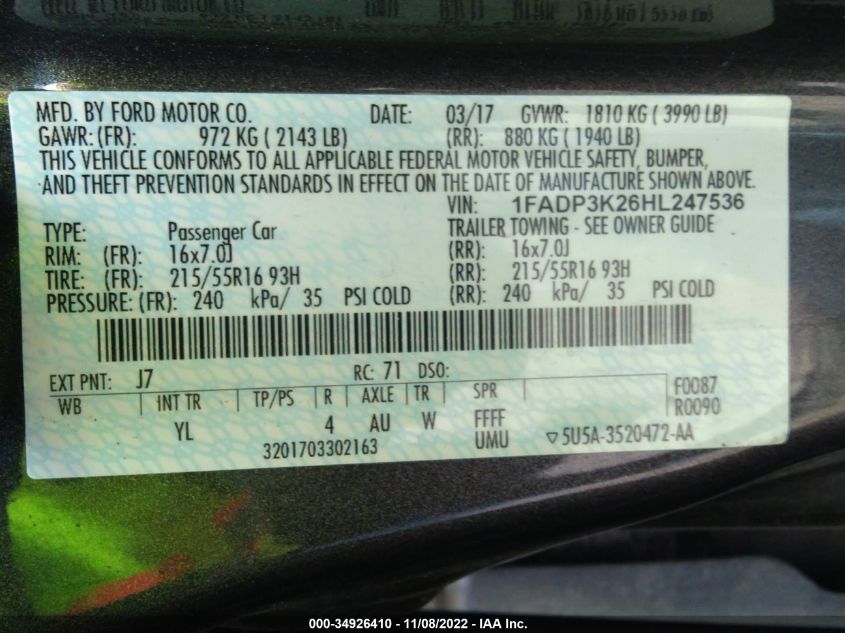 MFD. BY FORD MOTOR CO. DATE: 03/17 GVWR: 1810 KG ( 3990 LB)
GAWR: (FR): 972 KG ( 2143 LB) (RR): 880 KG ( 1940 LB)
THIS VEHICLE CONFORMS TO ALL APPLICABLE FEDERAL MOTOR VEHICLE SAFETY, BUMPER,
AND THEFT PREVENTION STANDARDS IN EFFECT ON THE DATE OF MANUFACTURE SHOWN ABOVE.
VIN: 1FADP3K26HL247536
TYPE: Passenger Car TRAILER TOWING - SEE OWNER GUIDE
RIM: (FR): 16x7.0J (RR): 16x7.0J
TIRE: (FR): 215/55R16 93H (RR): 215/55R16 93H
PRESSURE: (FR): 240 kPa/ 35 PSI COLD (RR): 240 kPa/ 35 PSI COLD
EXT PNT: J7 RC: 71 DSO:
WB INT TR TP/PS R AXLE TR SPR F0087
R0090
YL 4 AU W FFFF
UMU
3201703302163 ▽5U5A-3520472-AA
000-34926410 - 11/08/2022 - IAA Inc.